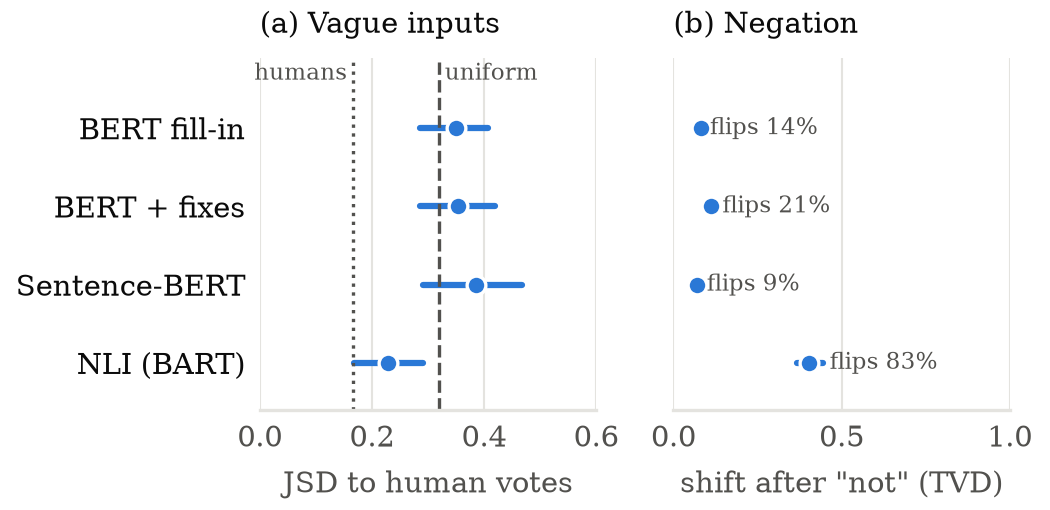 (a) Vague inputs
(b) Negation
humans
uniform
BERT fill-in
flips 14%
BERT + fixes
flips 21%
Sentence-BERT
flips 9%
NLI (BART)
flips 83%
0.0 0.2 0.4 0.6
0.0 0.5 1.0
JSD to human votes
shift after "not" (TVD)